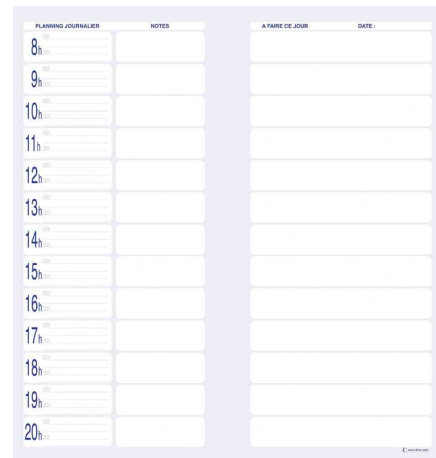 PLANNING JOURNALIER NOTES A FAIRE CE JOUR DATE :
8h
9h
10h
11h
12h
13h
14h
15h
16h
17h
18h
19h
20h